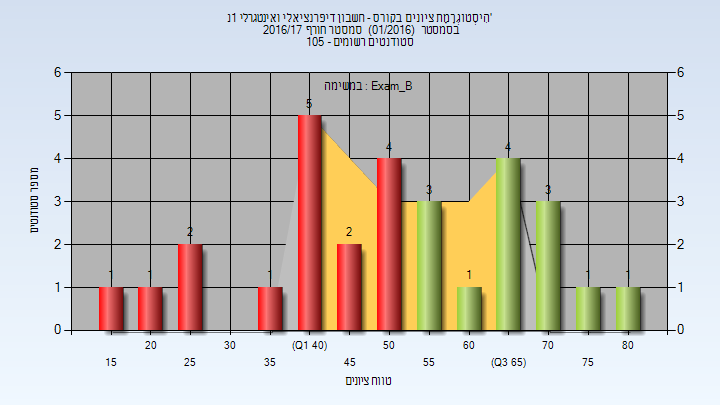 היסטוגרמת ציונים בקורס - חשבון דיפרנציאלי ואינטגרלי 1נ'
בסמסטר (01/2016) סמסטר חורף 2016/17
סטודנטים רשומים - 105
במשימה : Exam_B
6 6
5 5 5
4 4 4 4
3 3 3 3
2 2 2 2
1 1 1 1 1 1 1 1
0 0
מספר סטודנטים
20 30 (Q1 40) 50 60 70 80
15 25 35 45 55 (Q3 65) 75
טווח ציונים